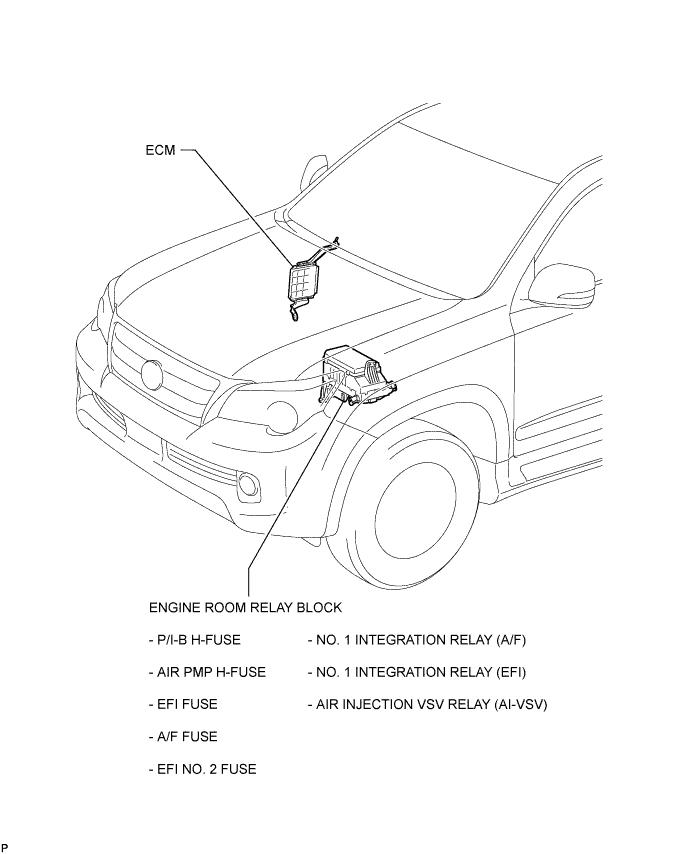 ECM
ENGINE ROOM RELAY BLOCK
- P/I-B H-FUSE
- NO. 1 INTEGRATION RELAY (A/F)
- AIR PMP H-FUSE
- NO. 1 INTEGRATION RELAY (EFI)
- EFI FUSE
- AIR INJECTION VSV RELAY (AI-VSV)
- A/F FUSE
- EFI NO. 2 FUSE
P